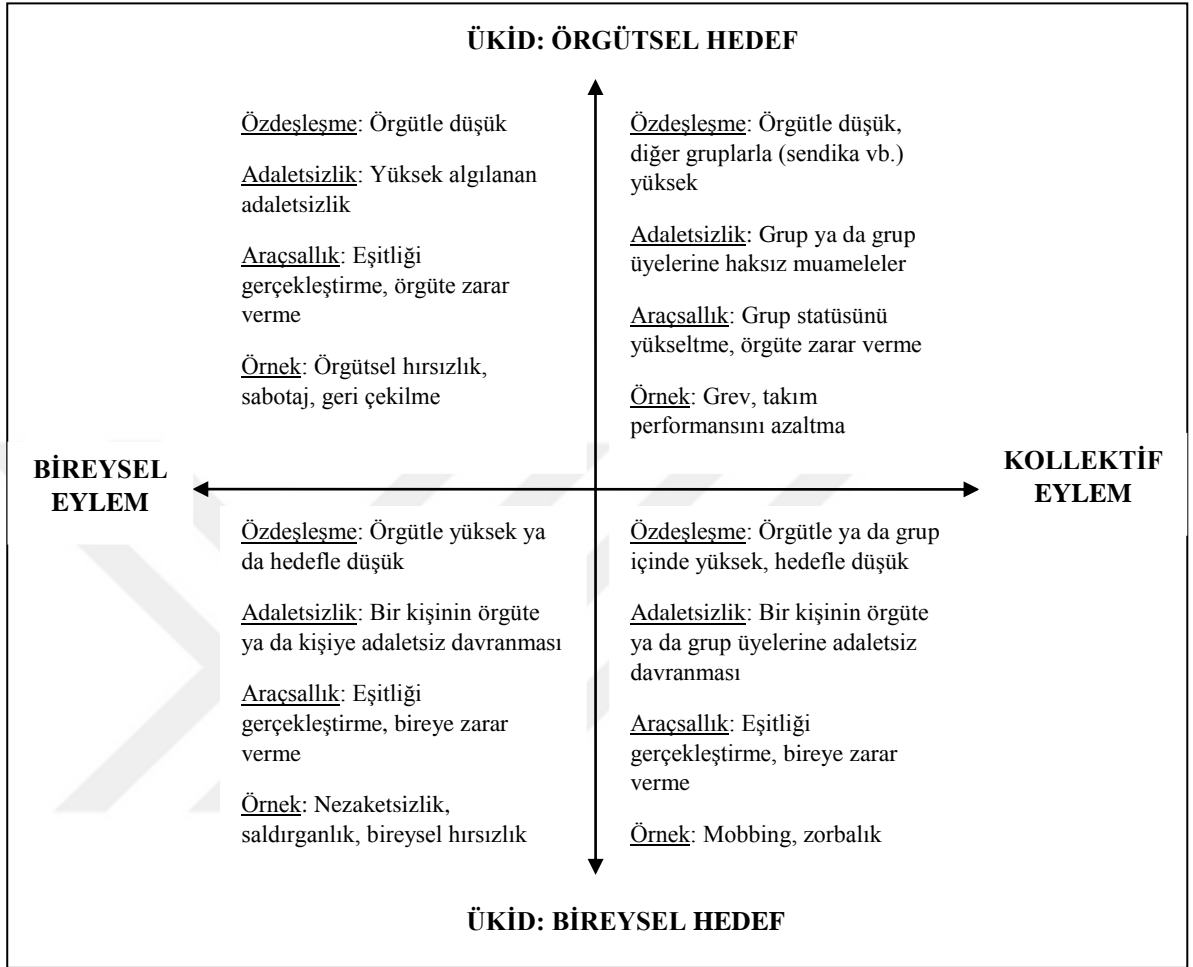 ÜKİD: ÖRGÜTSEL HEDEF
Özdeşleşme: Örgütle düşük
Adaletsizlik: Yüksek algılanan
adaletsizlik
Araçsallık: Eşitliği
gerçekleştirme, örgüte zarar
verme
Örnek: Örgütsel hırsızlık,
sabotaj, geri çekilme
Özdeşleşme: Örgütle düşük,
diğer gruplarla (sendika vb.)
yüksek
Adaletsizlik: Grup ya da grup
üyelerine haksız muameleler
Araçsallık: Grup statüsünü
yükseltme, örgüte zarar verme
Örnek: Grev, takım
performansını azaltma
BİREYSEL
EYLEM
KOLLEKTİF
EYLEM
Özdeşleşme: Örgütle yüksek ya
da hedefle düşük
Adaletsizlik: Bir kişinin örgüte
ya da kişiye adaletsiz davranması
Araçsallık: Eşitliği
gerçekleştirme, bireye zarar
verme
Örnek: Nezaketsizlik,
saldırganlık, bireysel hırsızlık
Özdeşleşme: Örgütle ya da grup
içinde yüksek, hedefle düşük
Adaletsizlik: Bir kişinin örgüte
ya da grup üyelerine adaletsiz
davranması
Araçsallık: Eşitliği
gerçekleştirme, bireye zarar
verme
Örnek: Mobbing, zorbalık
ÜKİD: BİREYSEL HEDEF